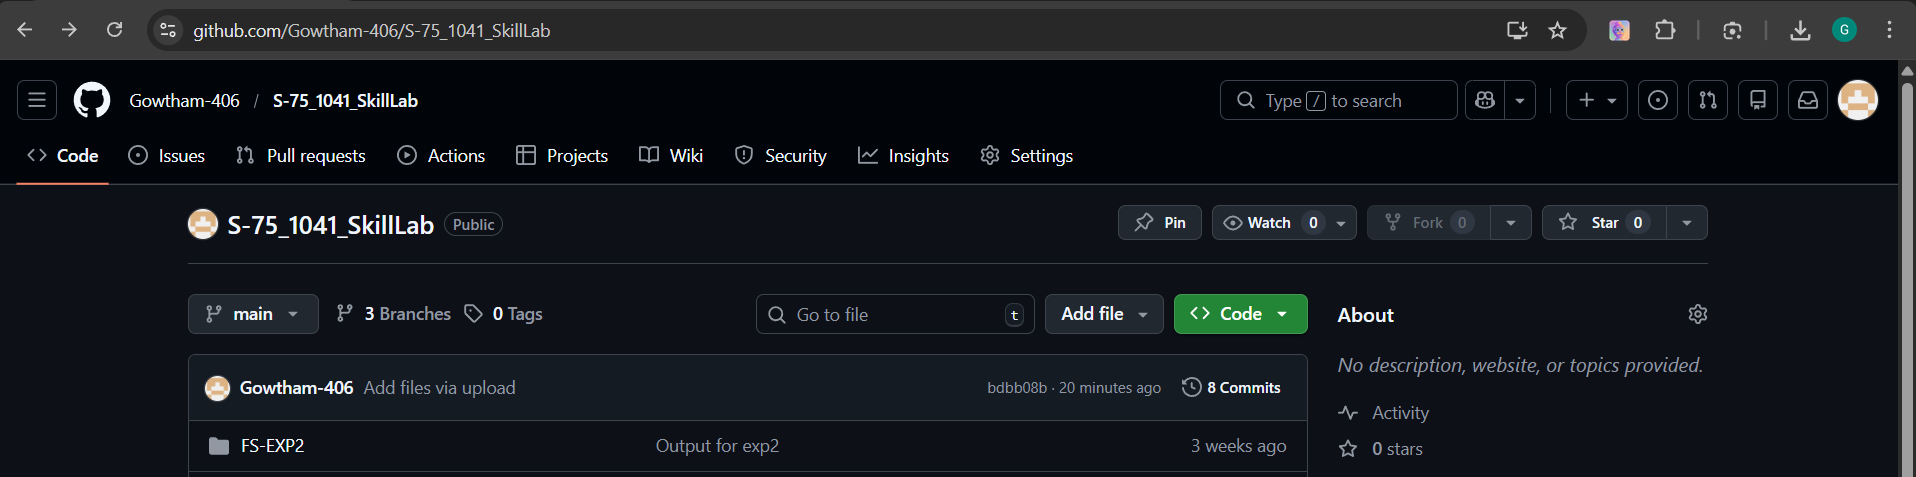 github.com/Gowtham-406/S-75_1041_SkillLab
G
Gowtham-406 / S-75_1041_SkillLab
Type / to search
Code Issues Pull requests Actions Projects Wiki Security Insights Settings
S-75_1041_SkillLab Public
Pin Watch 0 Fork 0 Star 0
main 3 Branches 0 Tags Go to file t Add file Code
About
No description, website, or topics provided.
Gowtham-406 Add files via upload bdbb08b · 20 minutes ago 8 Commits
Activity
FS-EXP2 Output for exp2 3 weeks ago
0 stars